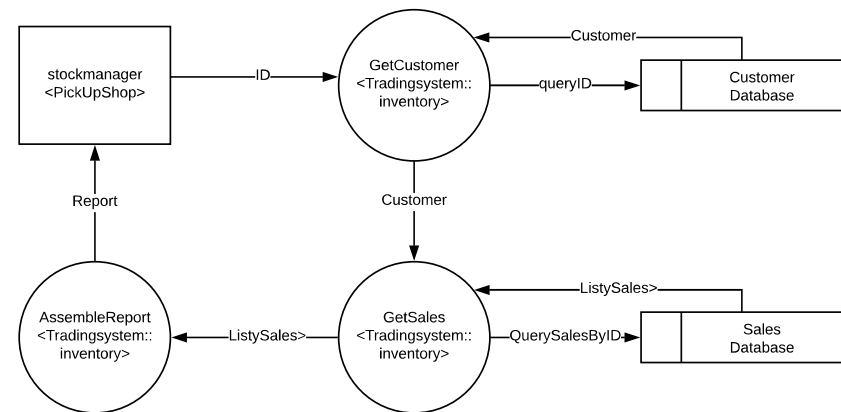 stockmanager
<PickUpShop>
ID
GetCustomer
<Tradingsystem::
inventory>
Customer
queryID
Customer
Database
Report
Customer
AssembleReport
<Tradingsystem::
inventory>
ListySales>
GetSales
<Tradingsystem::
inventory>
ListySales>
QuerySalesByID
Sales
Database